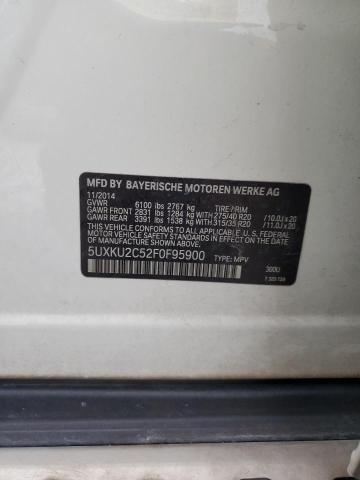 MFD BY BAYERISCHE MOTOREN WERKE AG
11/2014
GVWR 6100 lbs 2767 kg TIRE/RIM
GAWR FRONT 2831 lbs 1284 kg WITH 275/40 R20 /10.0J x 20
GAWR REAR 3391 lbs 1538 kg WITH 315/35 R20 /11.0J x 20
THIS VEHICLE CONFORMS TO ALL APPLICABLE U.S. FEDERAL
MOTOR VEHICLE SAFETY STANDARDS IN EFFECT ON
THE DATE OF MANUFACTURE SHOWN ABOVE.
5UXKU2C52F0F95900 TYPE: MPV
300U